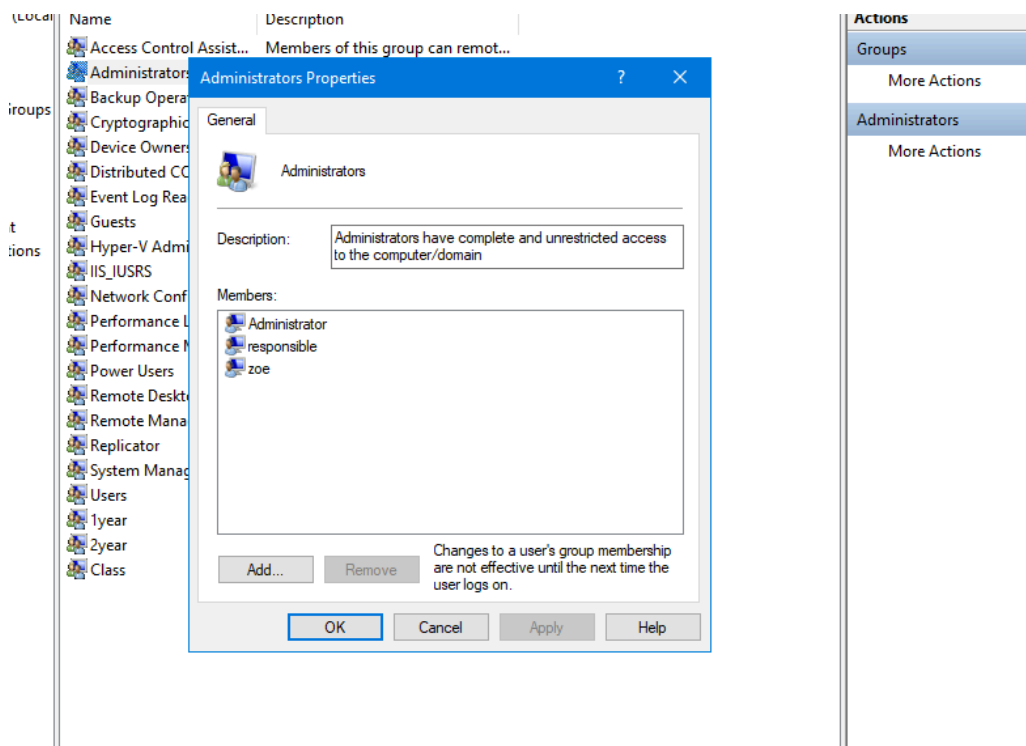 (Local
Name
Description
Actions
Access Control Assist...
Members of this group can remot...
Groups
Administrators
More Actions
Backup Opera
Groups
Cryptographic
Administrators
Device Owners
More Actions
Distributed CO
Event Log Rea
Guests
Hyper-V Admi
IIS_IUSRS
Network Conf
Performance L
Performance M
Power Users
Remote Deskto
Remote Mana
Replicator
System Manag
Users
1year
2year
Class
Administrators Properties
?
General
Administrators
Description:
Administrators have complete and unrestricted access
to the computer/domain
Members:
Administrator
responsible
zoe
Add...
Remove
Changes to a user's group membership
are not effective until the next time the
user logs on.
OK
Cancel
Apply
Help